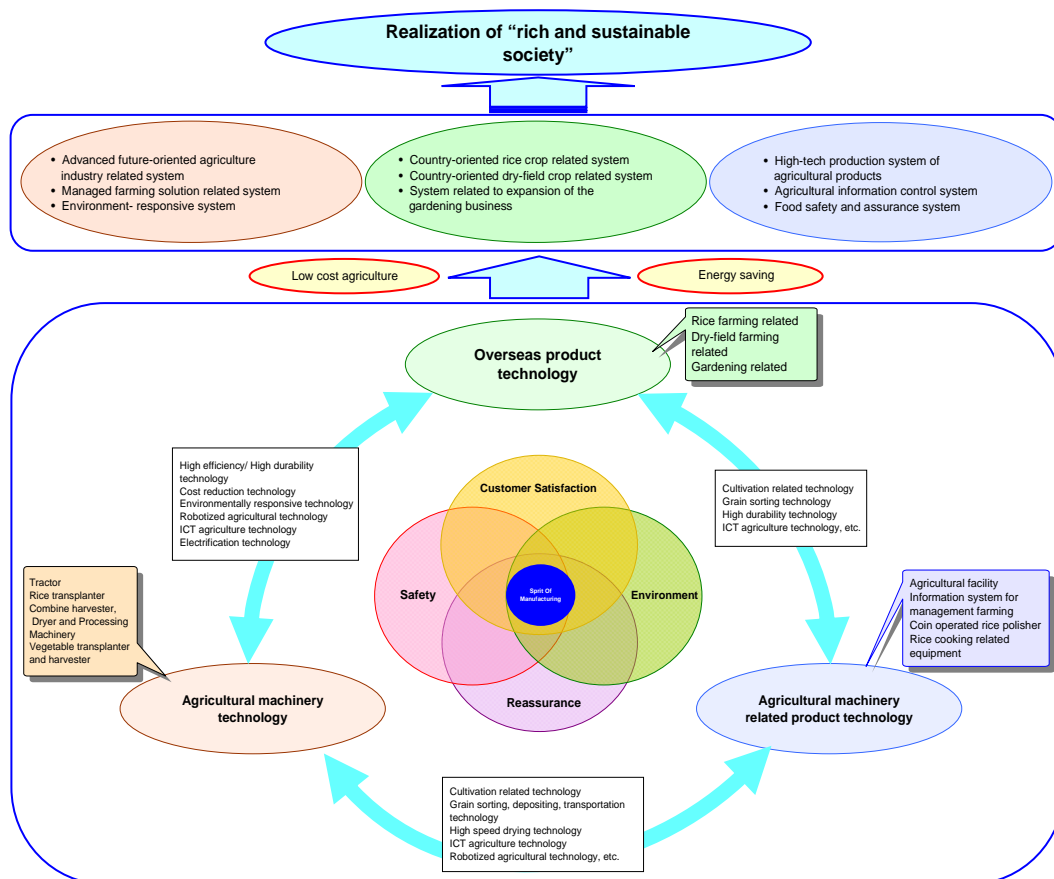 Realization of “rich and sustainable
society”
• Advanced future-oriented agriculture
industry related system
• Managed farming solution related system
• Environment- responsive system
• Country-oriented rice crop related system
• Country-oriented dry-field crop related system
• System related to expansion of the
gardening business
• High-tech production system of
agricultural products
• Agricultural information control system
• Food safety and assurance system
Low cost agriculture
Energy saving
Overseas product
technology
Rice farming related
Dry-field farming
related
Gardening related
High efficiency/ High durability
technology
Cost reduction technology
Environmentally responsive technology
Robotized agricultural technology
ICT agriculture technology
Electrification technology
Cultivation related technology
Grain sorting technology
High durability technology
ICT agriculture technology, etc.
Customer Satisfaction
Safety
Sprit Of
Manufacturing
Environment
Reassurance
Tractor
Rice transplanter
Combine harvester,
Dryer and Processing
Machinery
Vegetable transplanter
and harvester
Agricultural facility
Information system for
management farming
Coin operated rice polisher
Rice cooking related
equipment
Agricultural machinery
technology
Agricultural machinery
related product technology
Cultivation related technology
Grain sorting, depositing, transportation
technology
High speed drying technology
ICT agriculture technology
Robotized agricultural technology, etc.